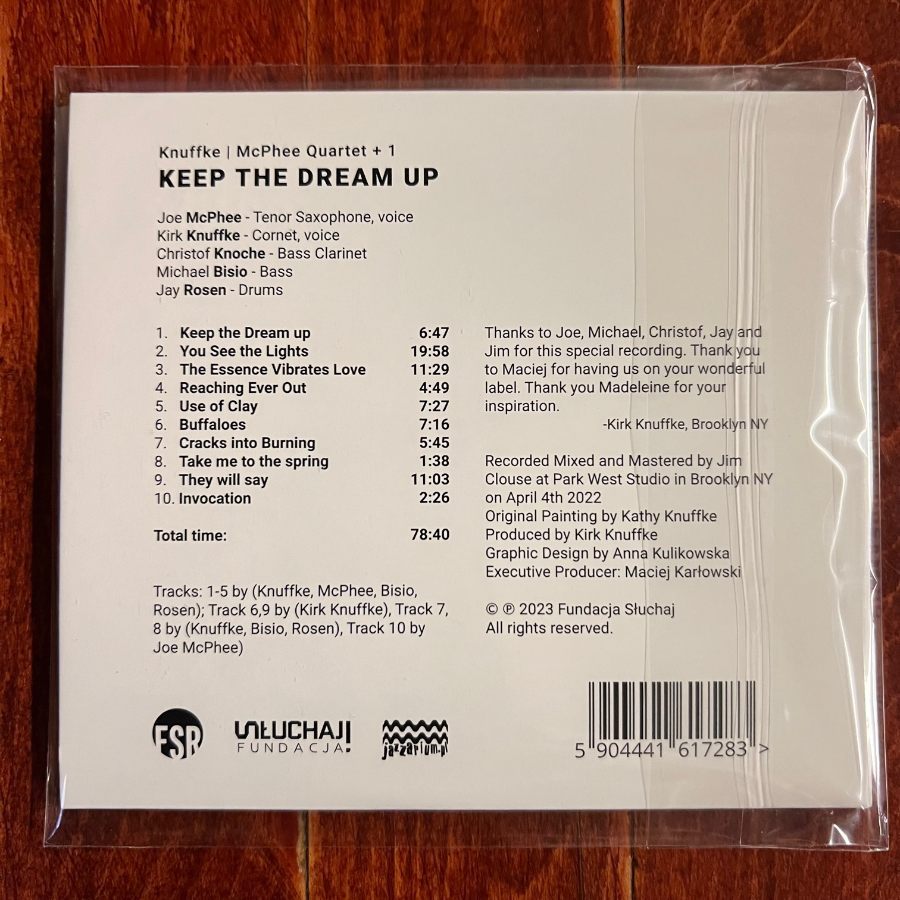 Knuffke | McPhee Quartet + 1
KEEP THE DREAM UP
Joe McPhee - Tenor Saxophone, voice
Kirk Knuffke - Cornet, voice
Christof Knoche - Bass Clarinet
Michael Bisio - Bass
Jay Rosen - Drums
1. Keep the Dream up 6:47
2. You See the Lights 19:58
3. The Essence Vibrates Love 11:29
4. Reaching Ever Out 4:49
5. Use of Clay 7:27
6. Buffaloes 7:16
7. Cracks into Burning 5:45
8. Take me to the spring 1:38
9. They will say 11:03
10. Invocation 2:26
Total time: 78:40
Tracks: 1-5 by (Knuffke, McPhee, Bisio,
Rosen); Track 6,9 by (Kirk Knuffke), Track 7,
8 by (Knuffke, Bisio, Rosen), Track 10 by
Joe McPhee)
Thanks to Joe, Michael, Christof, Jay and
Jim for this special recording. Thank you
to Maciej for having us on your wonderful
label. Thank you Madeleine for your
inspiration.
-Kirk Knuffke, Brooklyn NY
Recorded Mixed and Mastered by Jim
Clouse at Park West Studio in Brooklyn NY
on April 4th 2022
Original Painting by Kathy Knuffke
Produced by Kirk Knuffke
Graphic Design by Anna Kulikowska
Executive Producer: Maciej Karłowski
© ℗ 2023 Fundacja Słuchaj
All rights reserved.
FSR
SŁUCHAJ!
FUNDACJA
jazzarium.pl
5 904441 617283 >